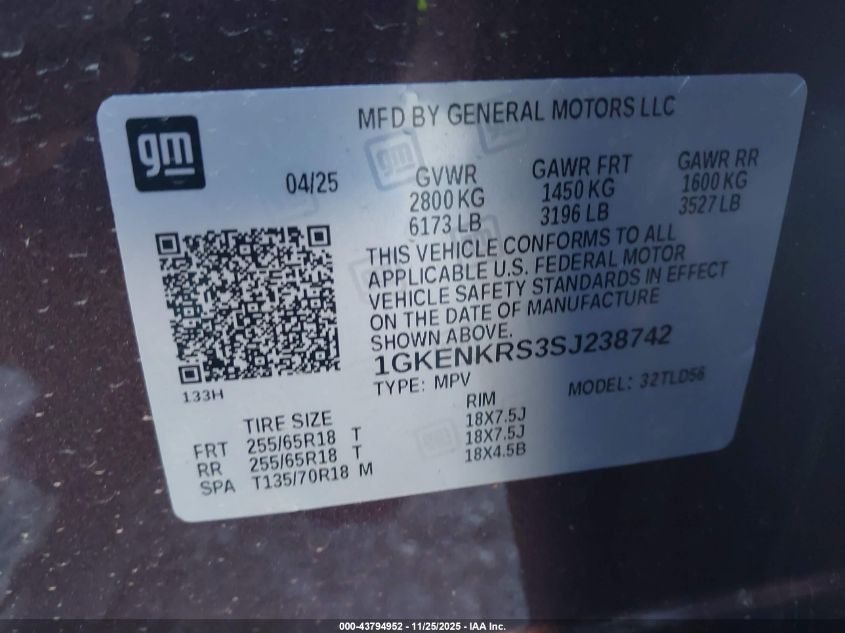 MFD BY GENERAL MOTORS LLC
gm
04/25
GVWR GAWR FRT GAWR RR
2800 KG 1450 KG 1600 KG
6173 LB 3196 LB 3527 LB
THIS VEHICLE CONFORMS TO ALL
APPLICABLE U.S. FEDERAL MOTOR
VEHICLE SAFETY STANDARDS IN EFFECT
ON THE DATE OF MANUFACTURE
SHOWN ABOVE.
1GKENKRS3SJ238742
TYPE: MPV MODEL: 32TLD56
133H
TIRE SIZE RIM
FRT 255/65R18 T 18X7.5J
RR 255/65R18 T 18X7.5J
SPA T135/70R18 M 18X4.5B
000-43794952 - 11/25/2025 - IAA Inc.